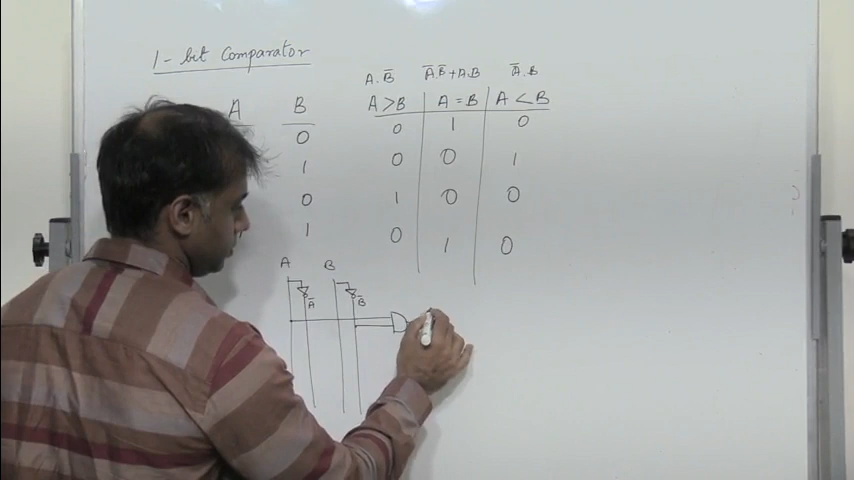 1-bit Comparator
A.B̅ A̅.B̅+A.B A̅.B
A B A>B A=B A<B
0 0 1 0
1 0 0 1
0 1 0 0
1 0 1 0
A B
A̅ B̅